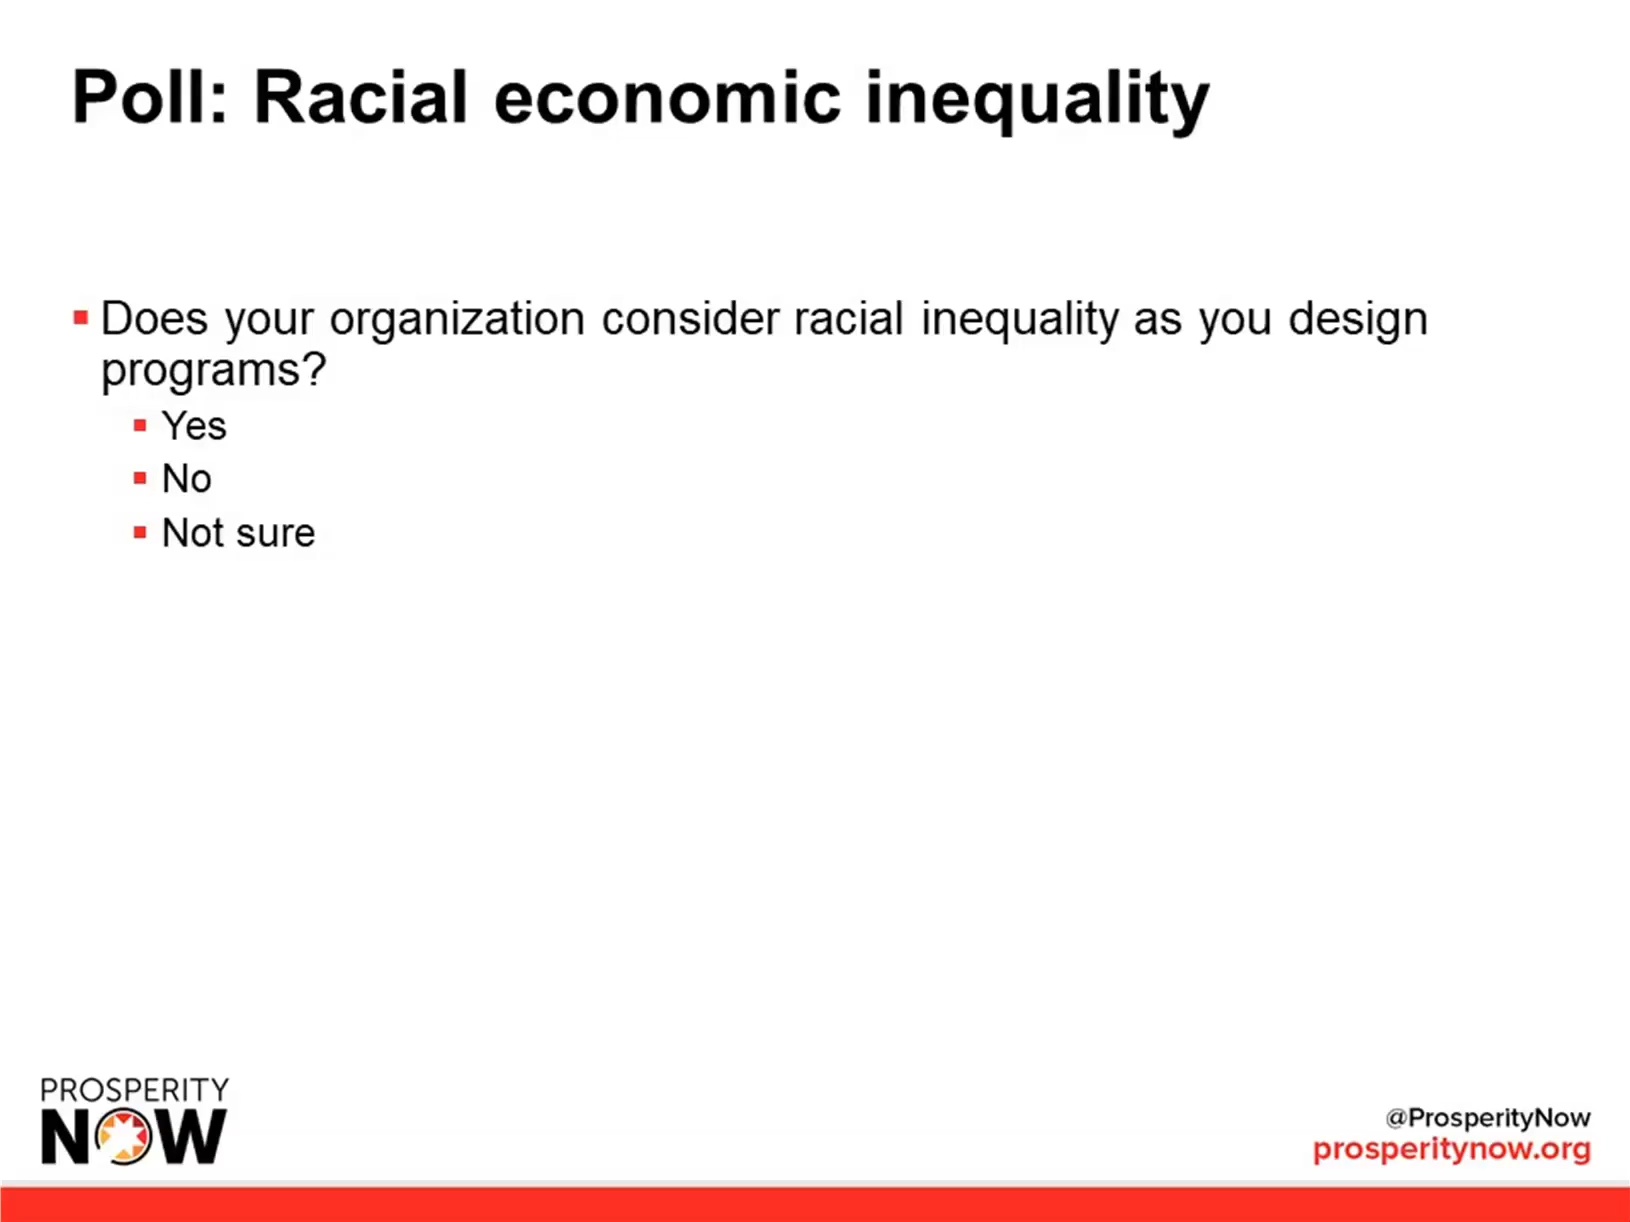 Poll: Racial economic inequality
Does your organization consider racial inequality as you design
programs?
Yes
No
Not sure
PROSPERITY
NOW
@ProsperityNow
prosperitynow.org